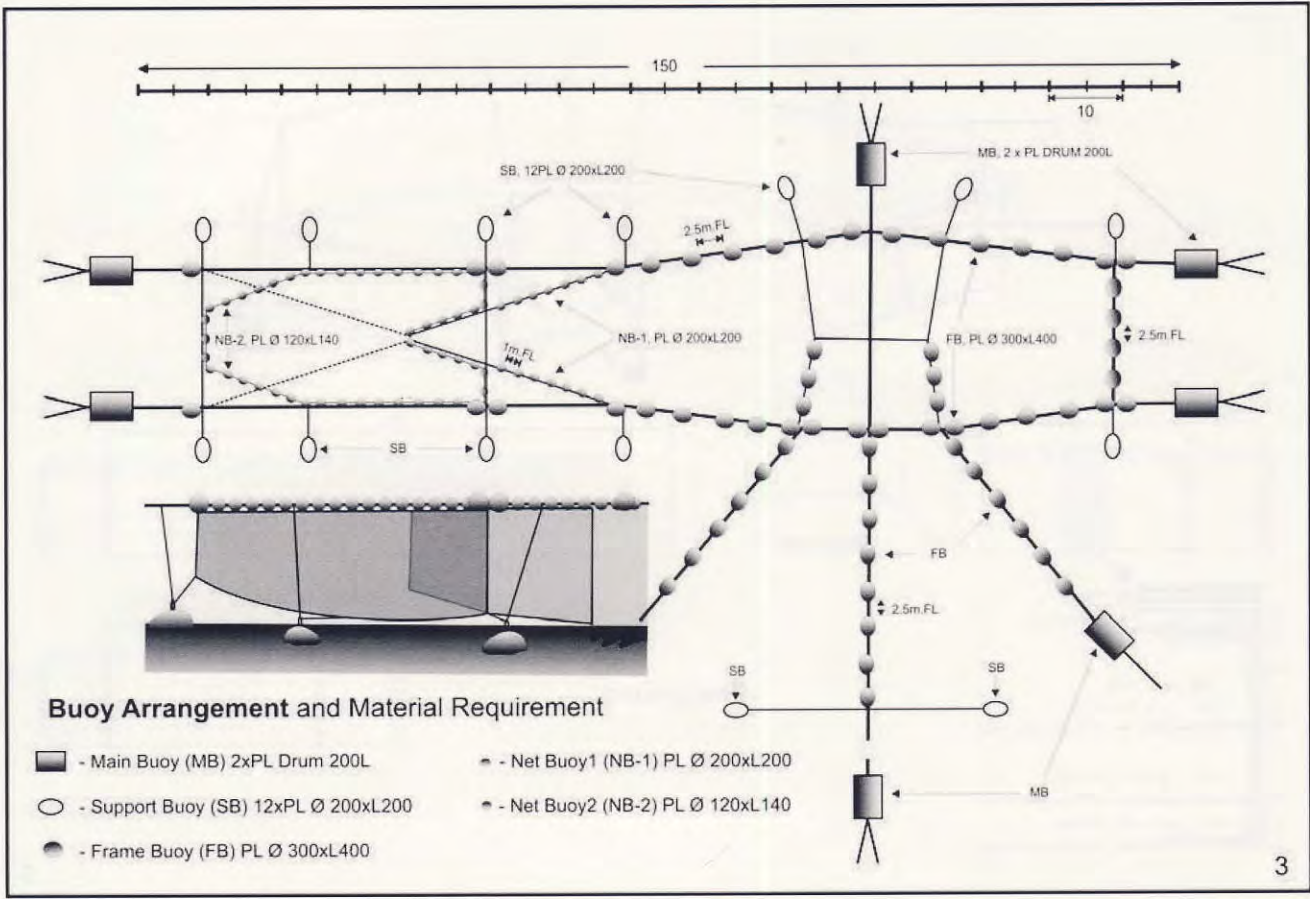 150
10
MB, 2 x PL DRUM 200L
SB, 12PL Ø 200xL200
2.5m.FL
NB-2, PL Ø 120xL140
NB-1, PL Ø 200xL200
FB, PL Ø 300xL400
2.5m.FL
1m.FL
SB
FB
2.5m.FL
SB
SB
MB
Buoy Arrangement and Material Requirement
- Main Buoy (MB) 2xPL Drum 200L
- Support Buoy (SB) 12xPL Ø 200xL200
- Frame Buoy (FB) PL Ø 300xL400
- Net Buoy1 (NB-1) PL Ø 200xL200
- Net Buoy2 (NB-2) PL Ø 120xL140
3